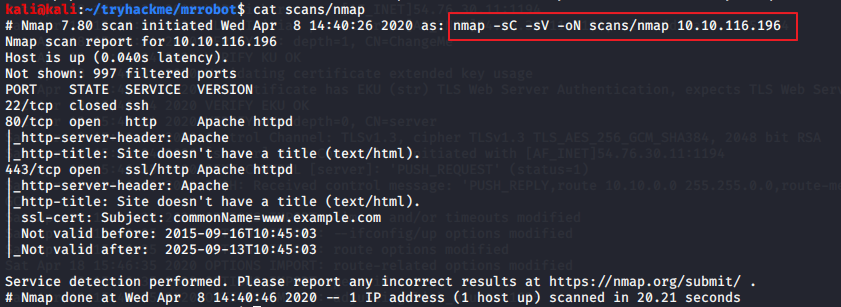 kali@kali:~/tryhackme/mrrobot$ cat scans/nmap
# Nmap 7.80 scan initiated Wed Apr  8 14:40:26 2020 as: nmap -sC -sV -oN scans/nmap 10.10.116.196
Nmap scan report for 10.10.116.196
Host is up (0.040s latency).
Not shown: 997 filtered ports
PORT    STATE  SERVICE  VERSION
22/tcp  closed ssh
80/tcp  open   http     Apache httpd
|_http-server-header: Apache
|_http-title: Site doesn't have a title (text/html).
443/tcp open   ssl/http Apache httpd
|_http-server-header: Apache
|_http-title: Site doesn't have a title (text/html).
| ssl-cert: Subject: commonName=www.example.com
| Not valid before: 2015-09-16T10:45:03
|_Not valid after:  2025-09-13T10:45:03
Service detection performed. Please report any incorrect results at https://nmap.org/submit/ .
# Nmap done at Wed Apr  8 14:40:46 2020 -- 1 IP address (1 host up) scanned in 20.21 seconds